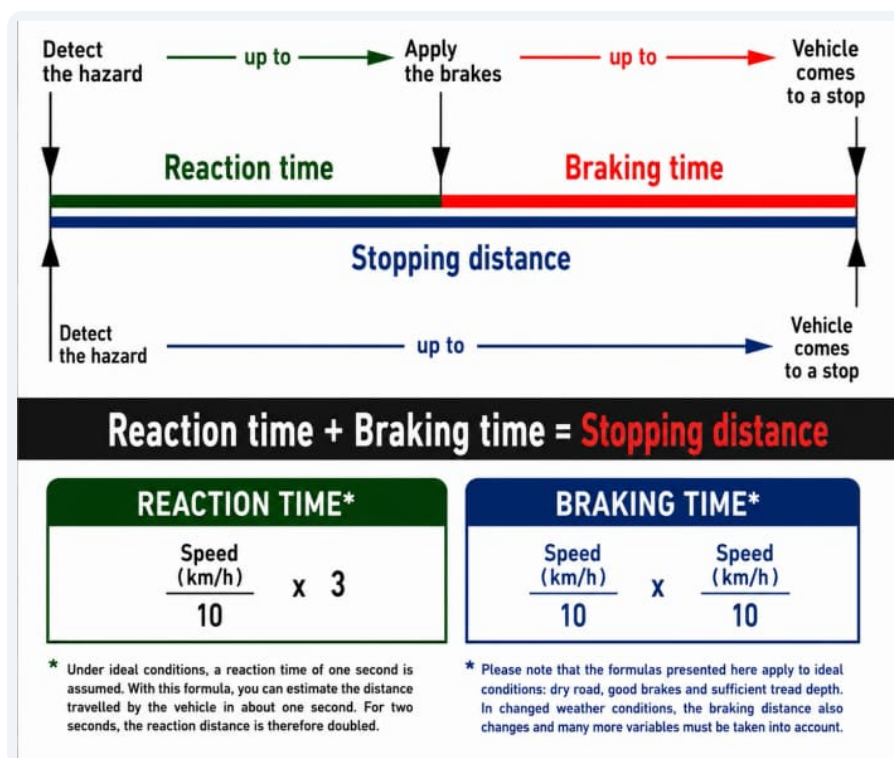 Detect
the hazard
up to
Apply
the brakes
up to
Vehicle
comes
to a stop
Reaction time
Braking time
Stopping distance
Detect
the hazard
up to
Vehicle
comes
to a stop
Reaction time + Braking time = Stopping distance
REACTION TIME*
Speed
(km/h)
10
x 3
BRAKING TIME*
Speed
(km/h)
10
x
Speed
(km/h)
10
* Under ideal conditions, a reaction time of one second is
assumed. With this formula, you can estimate the distance
travelled by the vehicle in about one second. For two
seconds, the reaction distance is therefore doubled.
* Please note that the formulas presented here apply to ideal
conditions: dry road, good brakes and sufficient tread depth.
In changed weather conditions, the braking distance also
changes and many more variables must be taken into account.